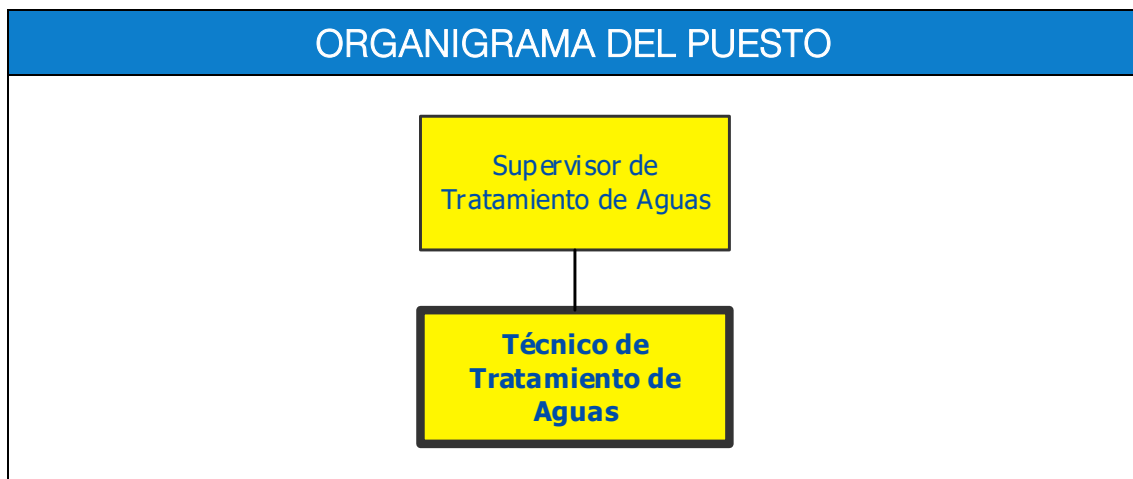 ORGANIGRAMA DEL PUESTO
Supervisor de
Tratamiento de Aguas
Técnico de
Tratamiento de
Aguas